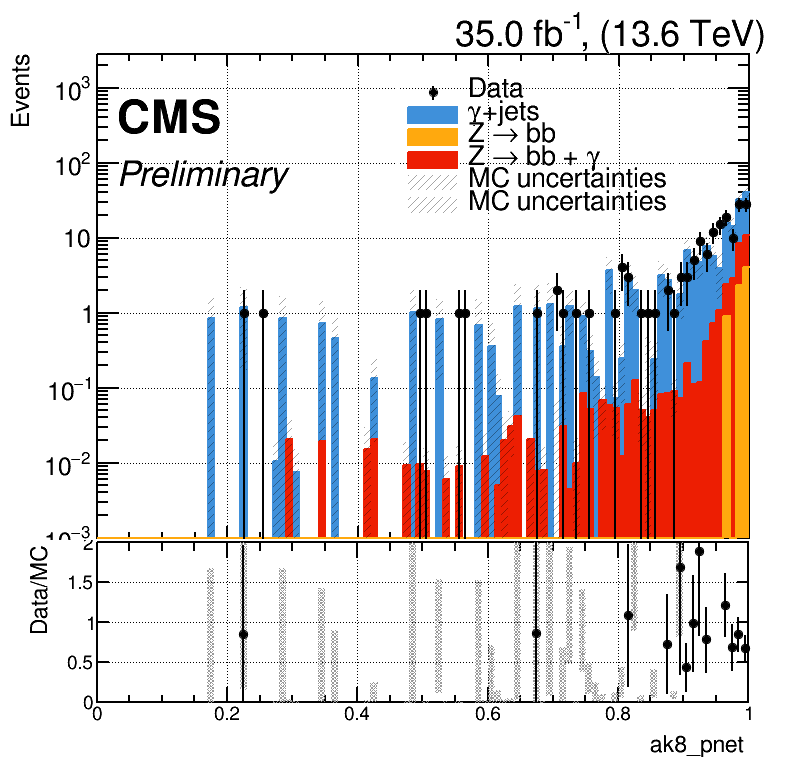 35.0 fb⁻¹, (13.6 TeV)
Events
10³
10²
10
1
10⁻¹
10⁻²
10⁻³
CMS
Preliminary
Data
γ+jets
Z → bb
Z → bb + γ
MC uncertainties
MC uncertainties
Data/MC
2
1.5
1
0.5
0
0 0.2 0.4 0.6 0.8 1
ak8_pnet